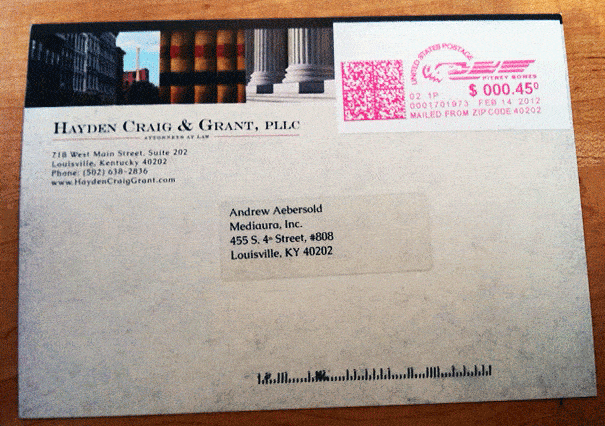 UNITED STATES POSTAGE
PITNEY BOWES
02 1P
$ 000.45⁰
0001701973 FEB 14 2012
MAILED FROM ZIP CODE 40202
HAYDEN CRAIG & GRANT, PLLC
ATTORNEYS AT LAW
718 West Main Street, Suite 202
Louisville, Kentucky 40202
Phone: (502) 638-2836
www.HaydenCraigGrant.com
Andrew Aebersold
Mediaura, Inc.
455 S. 4th Street, #808
Louisville, KY 40202